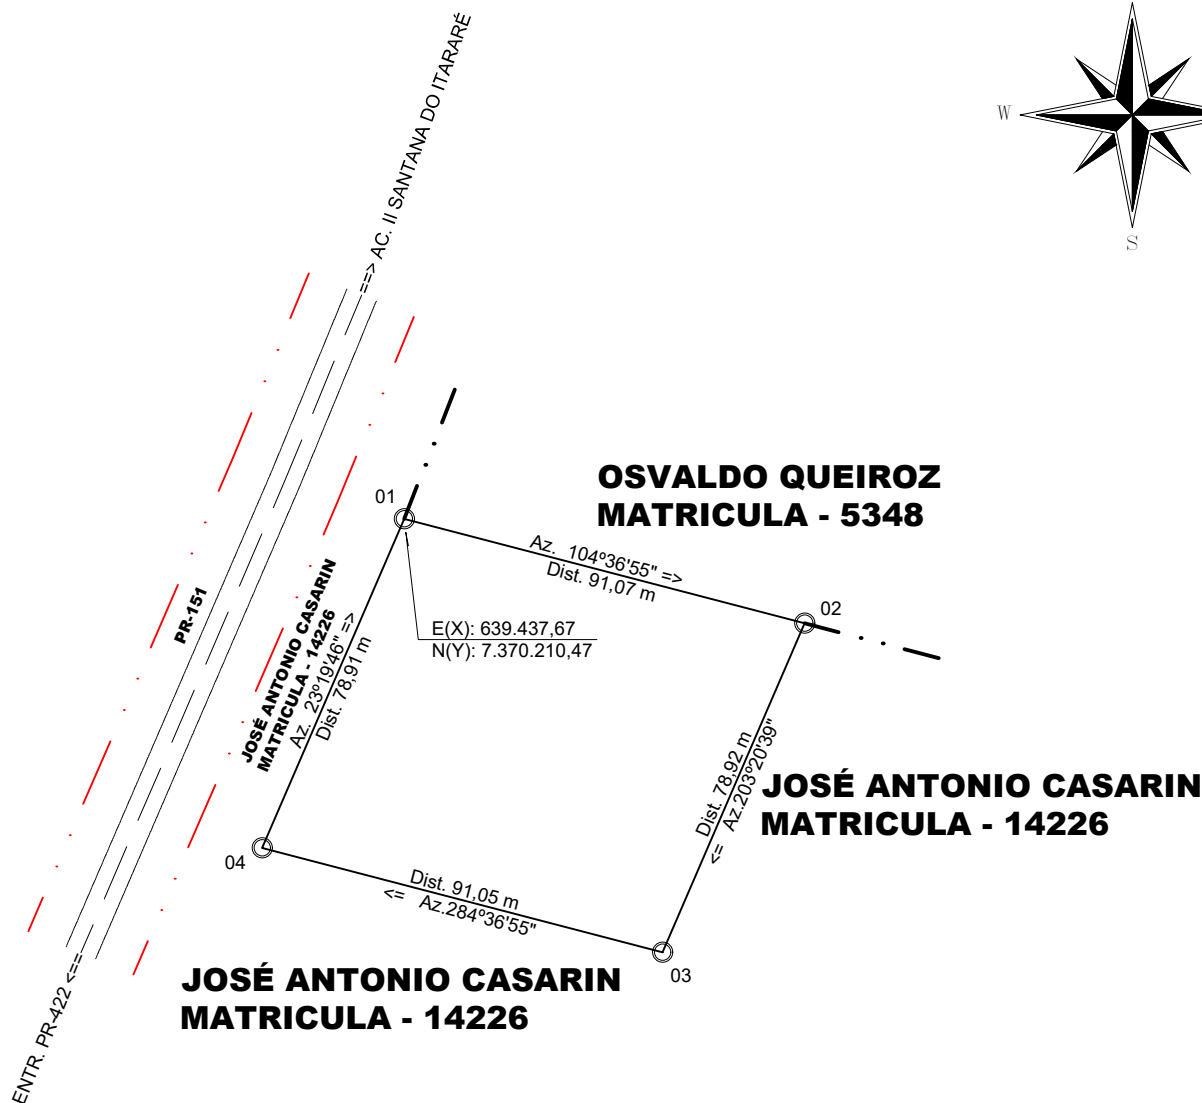 ==> AC. II SANTANA DO ITARARÉ
W
S
OSVALDO QUEIROZ
MATRICULA - 5348
01
Az. 104º36'55" =>
Dist. 91,07 m
02
PR-151
JOSÉ ANTONIO CASARIN
MATRICULA - 14226
Az. 23º19'46" =>
Dist. 78,91 m
E(X): 639.437,67
N(Y): 7.370.210,47
Dist. 78,92 m
<= Az.203º20'39"
JOSÉ ANTONIO CASARIN
MATRICULA - 14226
04
Dist. 91,05 m
<= Az.284º36'55"
03
JOSÉ ANTONIO CASARIN
MATRICULA - 14226
ENTR. PR-422 <==